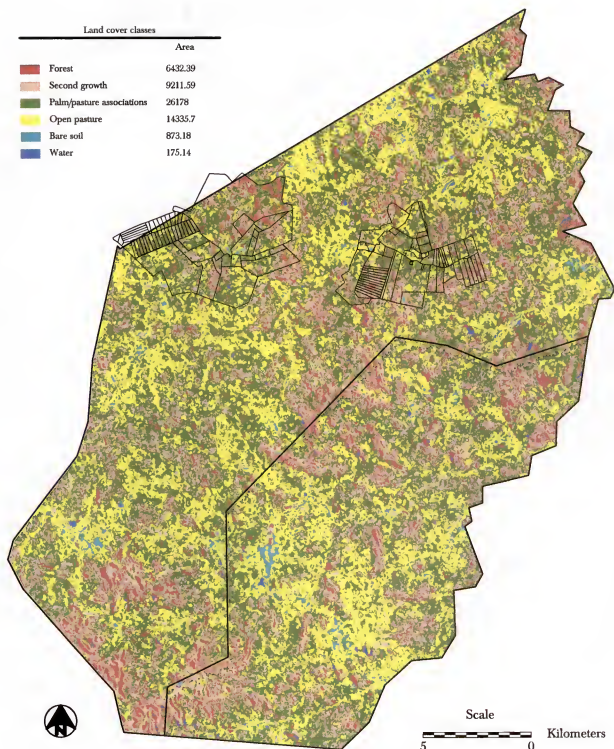 Land cover classes
Area
Forest 6432.39
Second growth 9211.59
Palm/pasture associations 26178
Open pasture 14335.7
Bare soil 873.18
Water 175.14
N
Scale
Kilometers
5 0